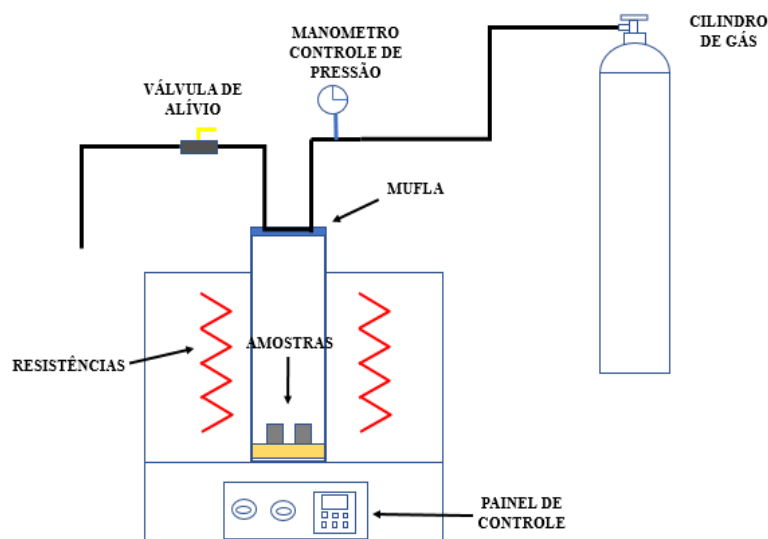 MANOMETRO
CONTROLE DE
PRESSÃO
CILINDRO
DE GÁS
VÁLVULA DE
ALÍVIO
MUFLA
AMOSTRAS
RESISTÊNCIAS
PAINEL DE
CONTROLE